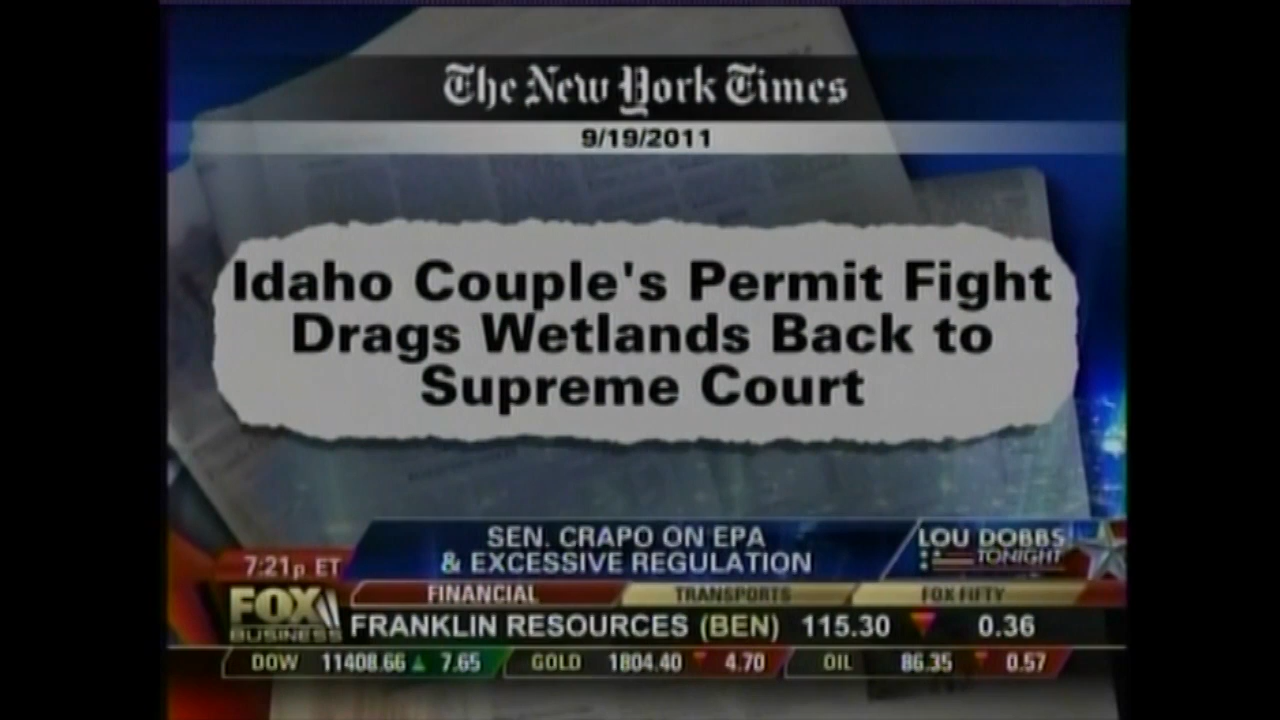 The New York Times
9/19/2011
Idaho Couple's Permit Fight
Drags Wetlands Back to
Supreme Court
SEN. CRAPO ON EPA
& EXCESSIVE REGULATION
LOU DOBBS
TONIGHT
7:21p ET
FINANCIAL TRANSPORTS FOX FIFTY
FOX
BUSINESS
FRANKLIN RESOURCES (BEN) 115.30 ▼ 0.36
DOW 11408.66 ▲ 7.65 GOLD 1804.40 ▼ 4.70 OIL 86.35 ▼ 0.57